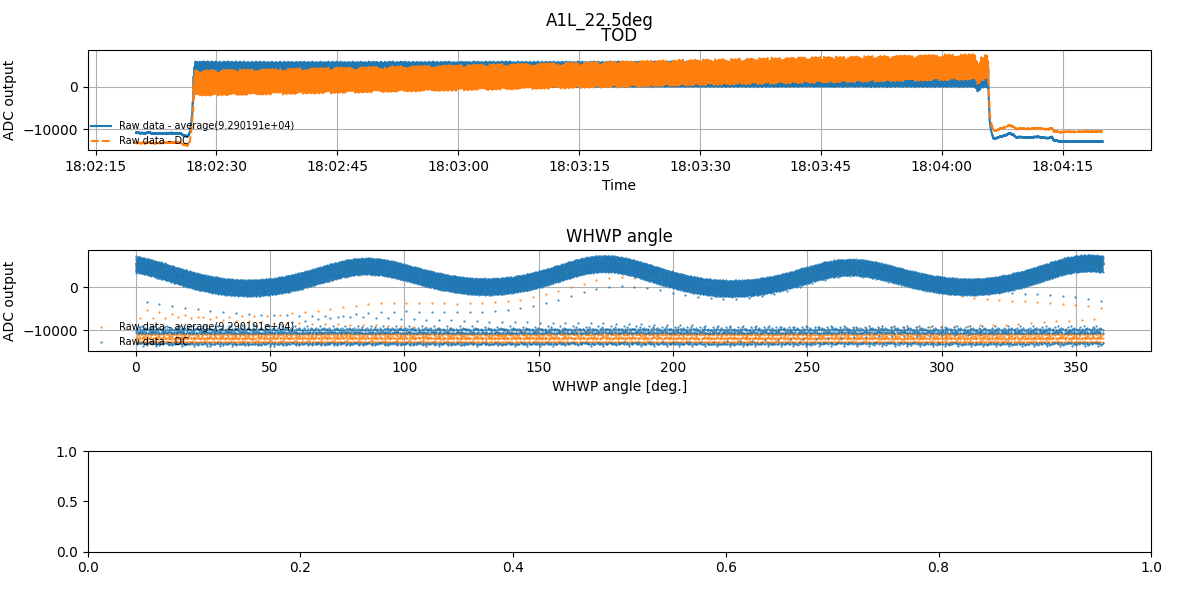 A1L_22.5deg
TOD
ADC output
0
−10000
Raw data - average(9.290191e+04)
Raw data - DC
18:02:15 18:02:30 18:02:45 18:03:00 18:03:15 18:03:30 18:03:45 18:04:00 18:04:15
Time
WHWP angle
ADC output
0
−10000
Raw data - average(9.290191e+04)
Raw data - DC
0 50 100 150 200 250 300 350
WHWP angle [deg.]
1.0
0.5
0.0
0.0 0.2 0.4 0.6 0.8 1.0